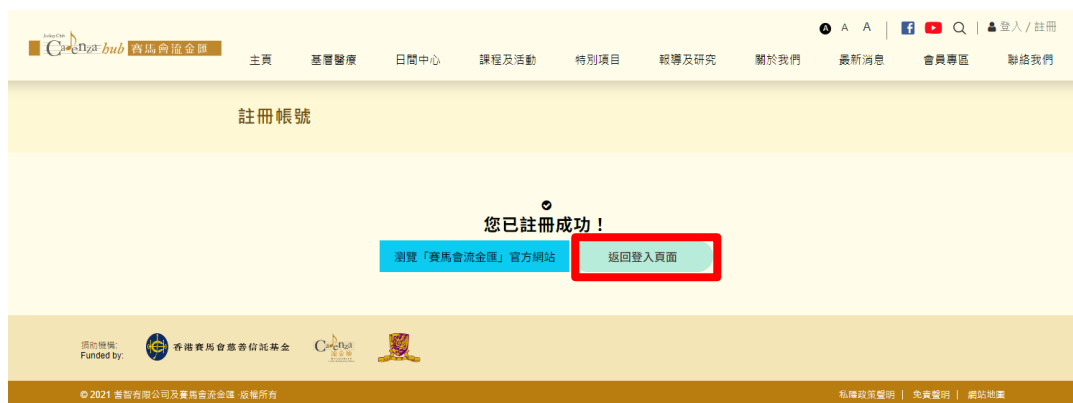 A A A | | 登入 / 註冊
Jockey Club
Cadenza hub 賽馬會流金匯
主頁 基層醫療 日間中心 課程及活動 特別項目 報導及研究 關於我們 最新消息 會員專區 聯絡我們
註冊帳號
您已註冊成功！
瀏覽「賽馬會流金匯」官方網站 返回登入頁面
捐助機構:
Funded by:
香港賽馬會慈善信託基金
Cadenza
流金匯
© 2021 耆智有限公司及賽馬會流金匯 版權所有 私隱政策聲明 | 免責聲明 | 網站地圖